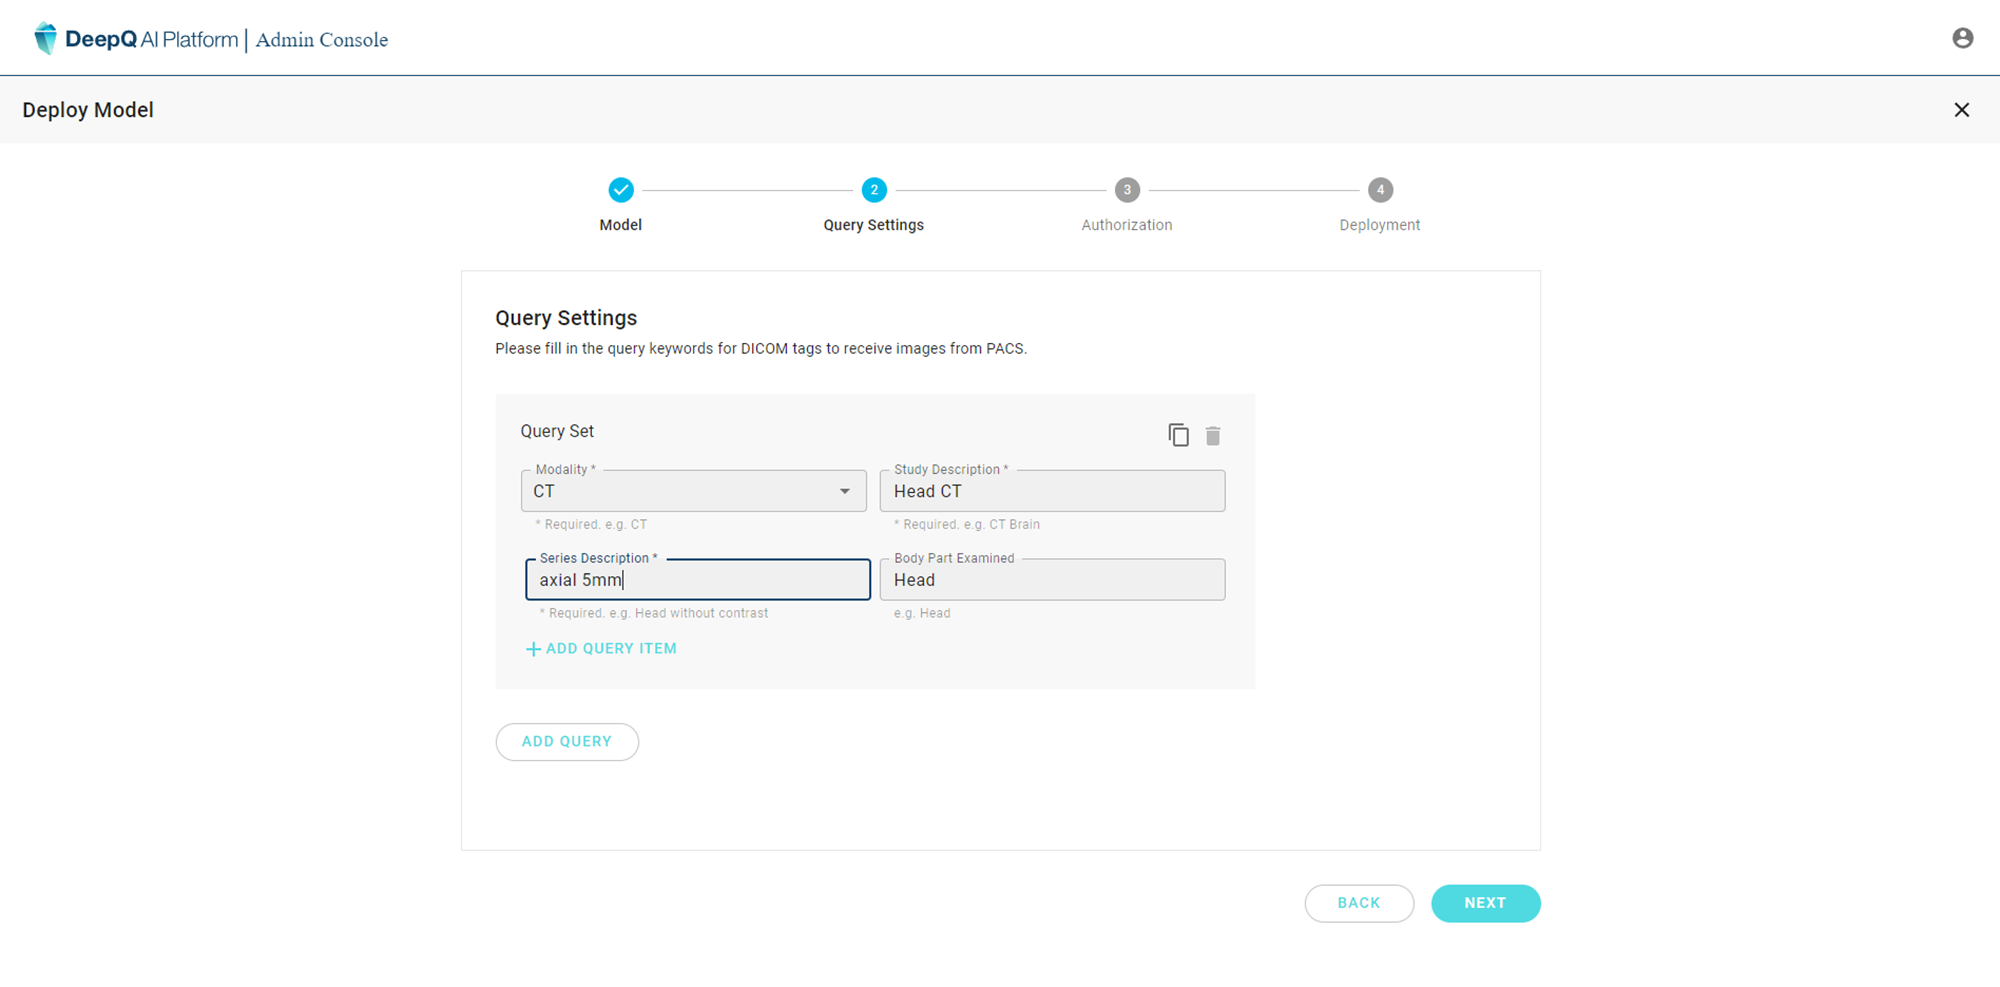 DeepQ AI Platform | Admin Console
Deploy Model
2 3 4
Model Query Settings Authorization Deployment
Query Settings
Please fill in the query keywords for DICOM tags to receive images from PACS.
Query Set
Modality * Study Description *
CT Head CT
* Required. e.g. CT * Required. e.g. CT Brain
Series Description * Body Part Examined
axial 5mm Head
* Required. e.g. Head without contrast e.g. Head
+ ADD QUERY ITEM
ADD QUERY
BACK NEXT